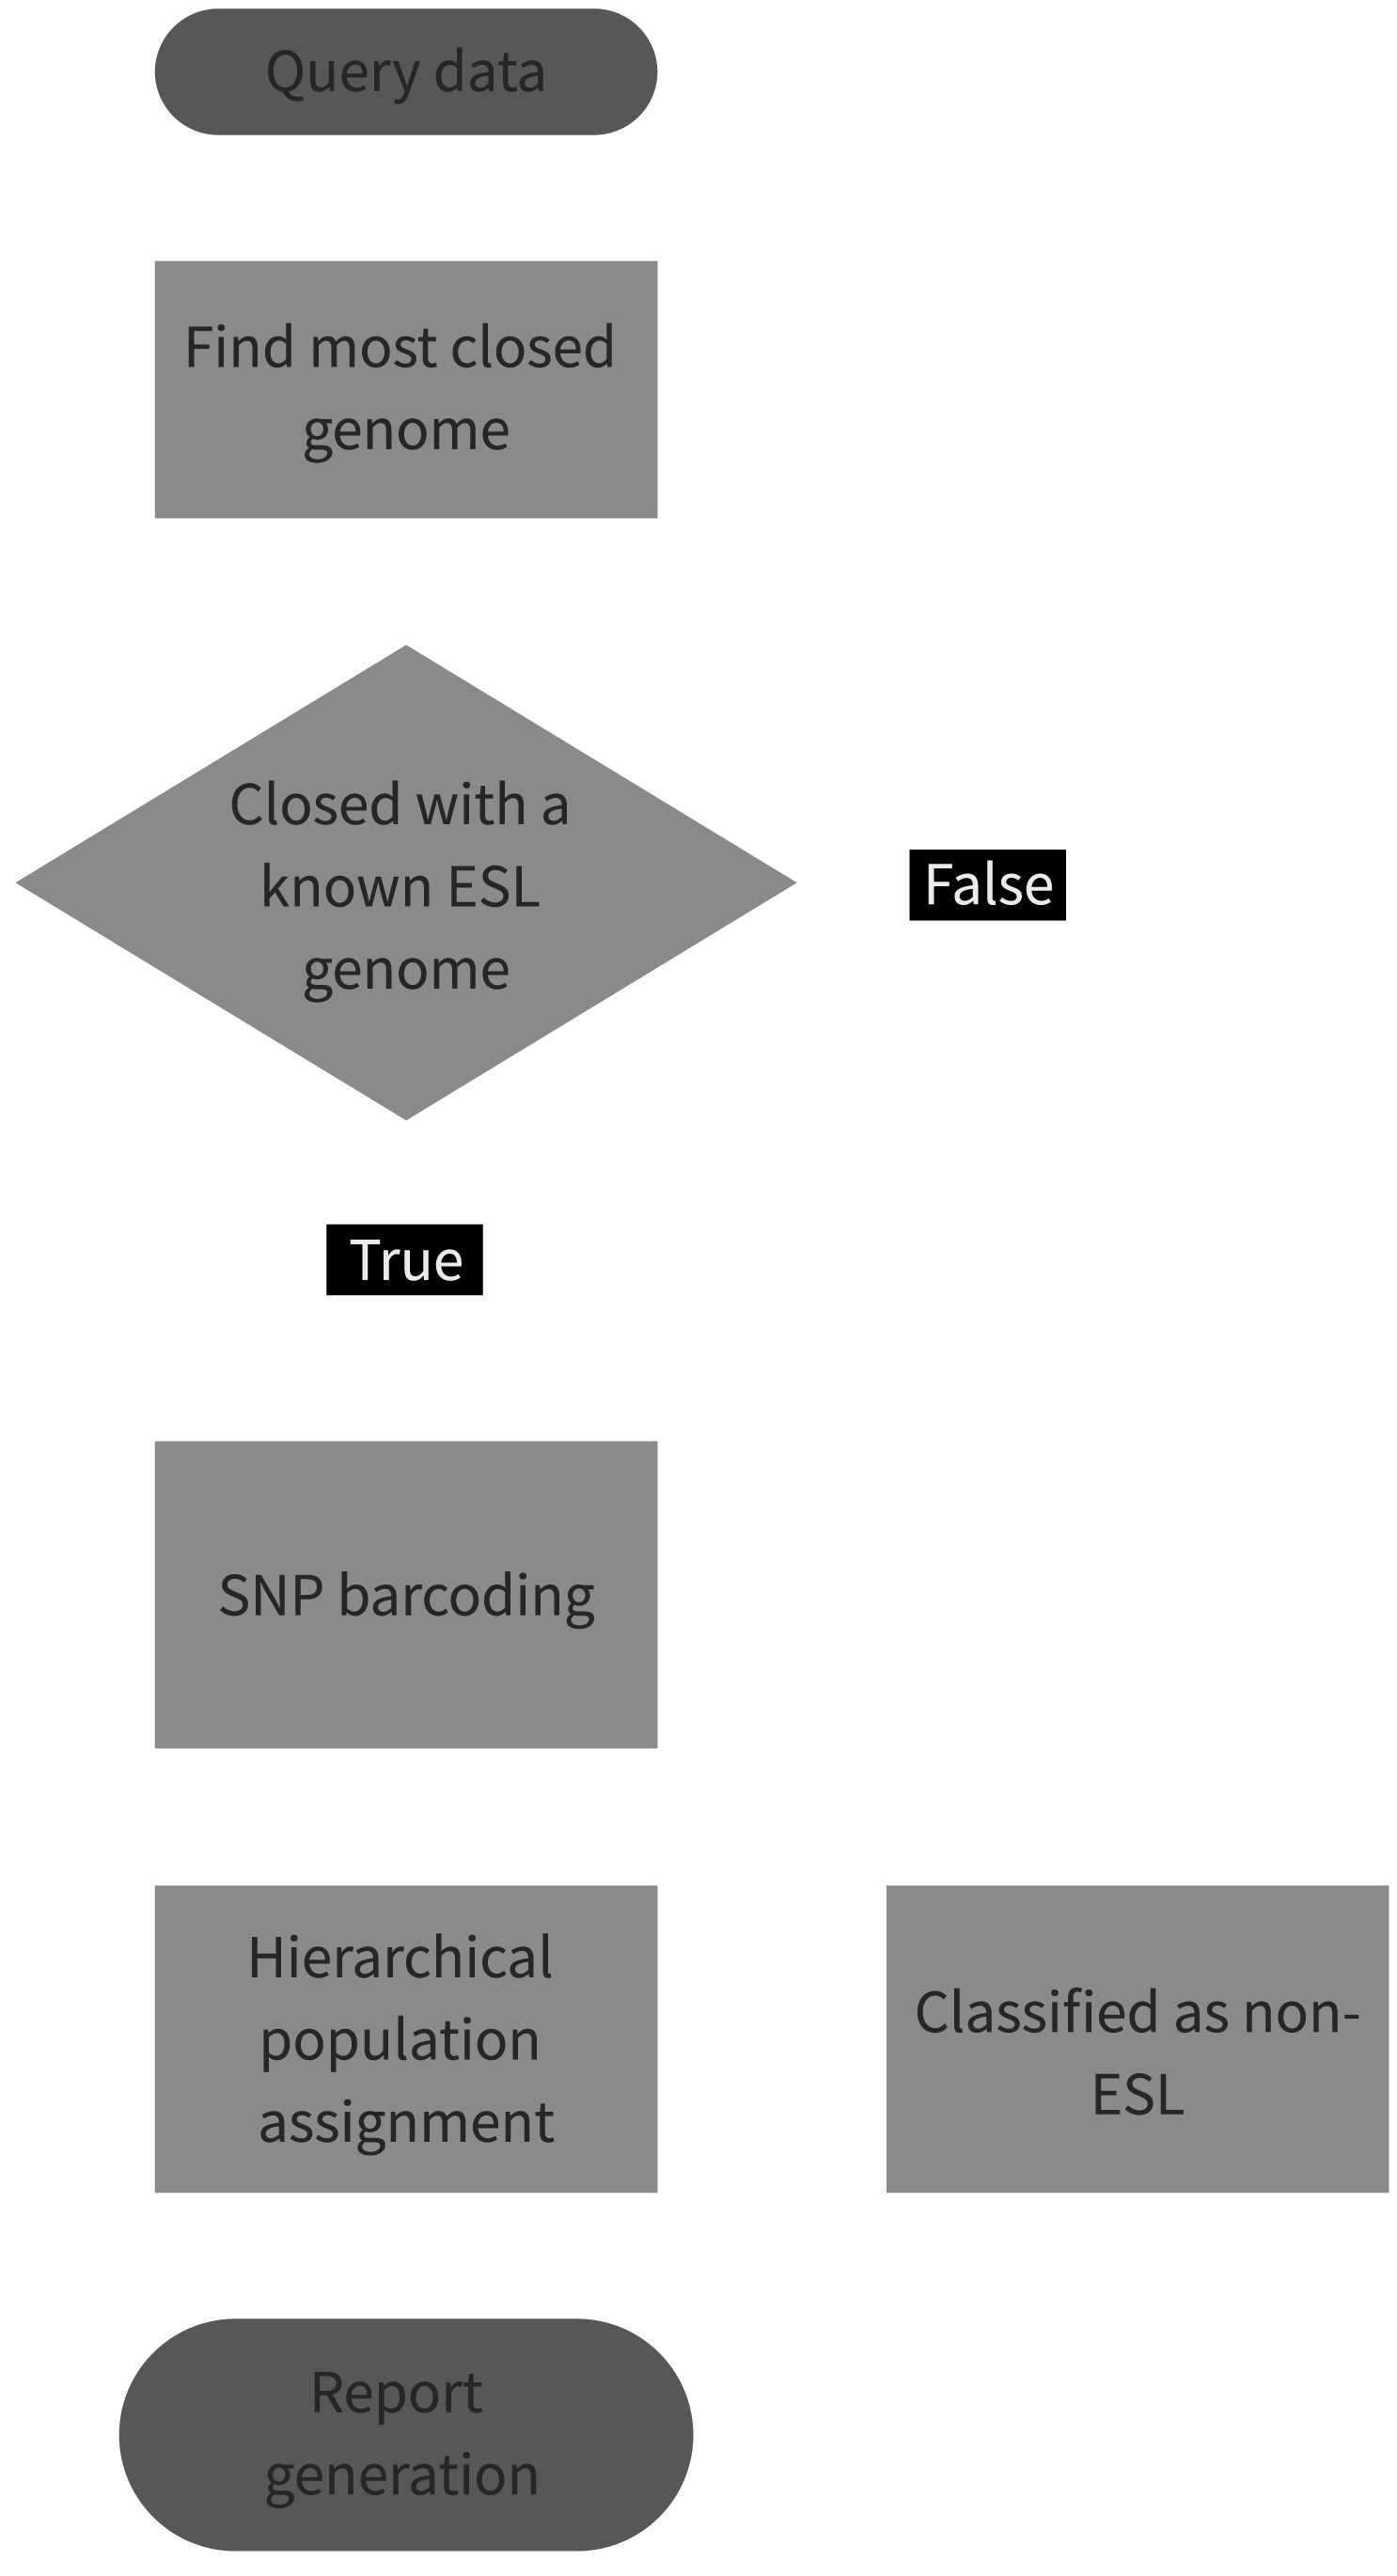 Query data
Find most closed
genome
Closed with a
known ESL
genome
False
True
SNP barcoding
Hierarchical
population
assignment
Classified as non-
ESL
Report
generation